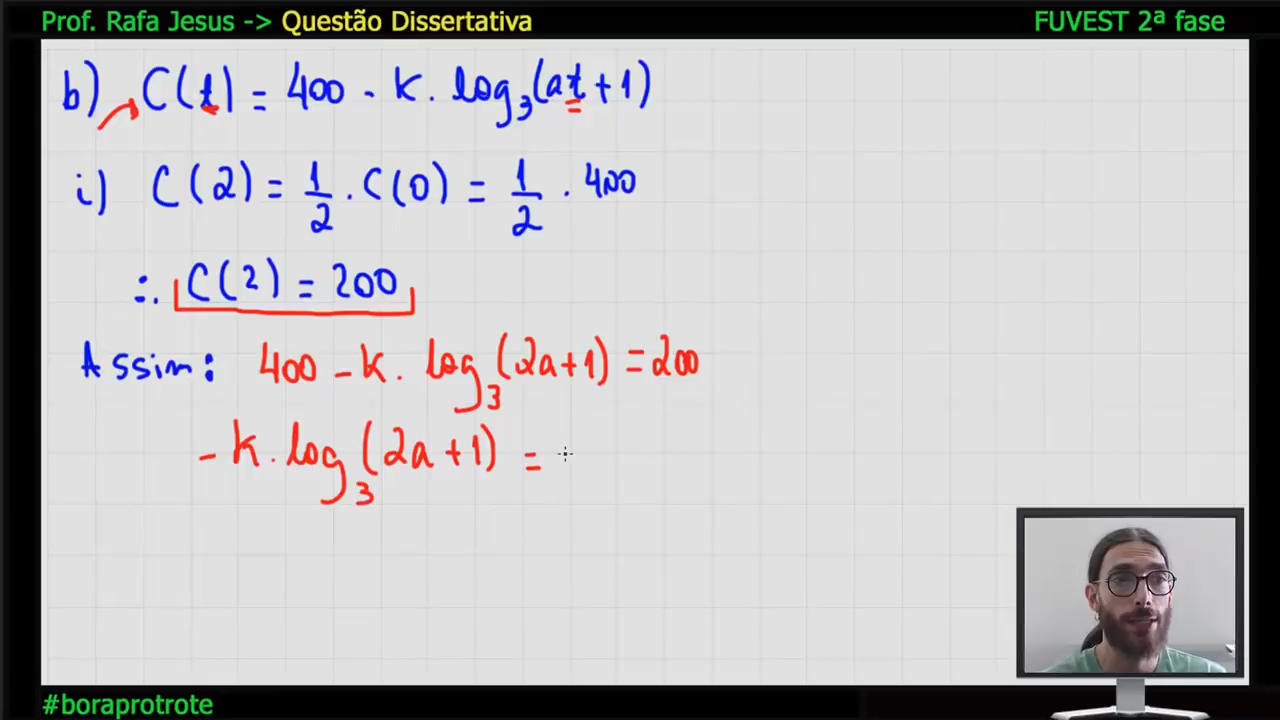 Prof. Rafa Jesus -> Questão Dissertativa
FUVEST 2ª fase
b) C(t) = 400 - K . log₃(at + 1)
i) C(2) = 1/2 . C(0) = 1/2 . 400
∴ C(2) = 200
Assim: 400 - K . log₃(2a+1) = 200
- K . log₃(2a+1) =
#boraprotrote